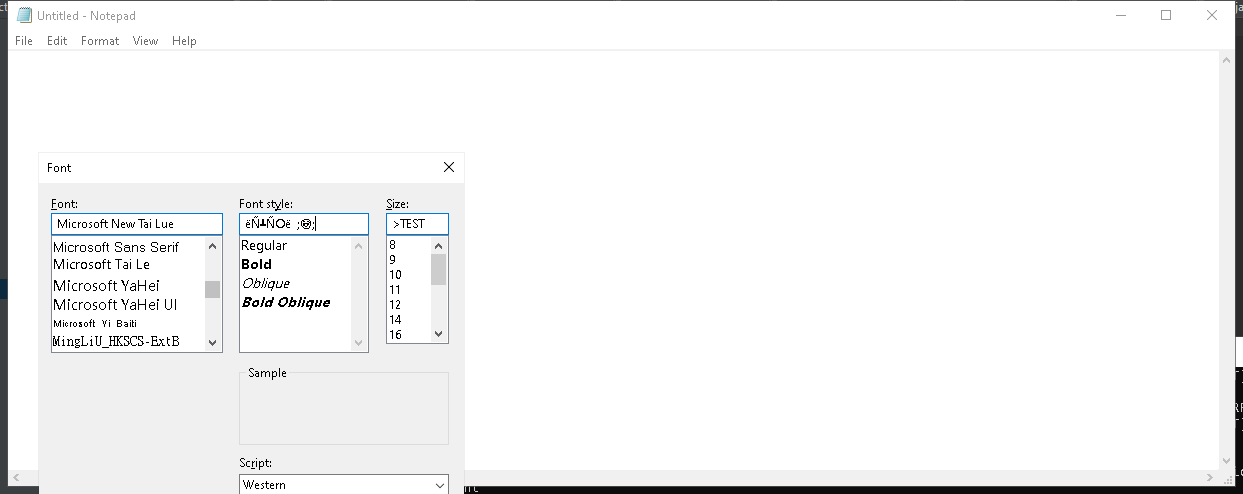 Untitled - Notepad
File Edit Format View Help
Font
Font: Font style: Size:
Microsoft New Tai Lue ëÑ┻ÑOë ;😢; >TEST
Microsoft Sans Serif
Microsoft Tai Le
Microsoft YaHei
Microsoft YaHei UI
Microsoft Yi Baiti
MingLiU_HKSCS-ExtB
Regular
Bold
Oblique
Bold Oblique
8
9
10
11
12
14
16
Sample
Script:
Western